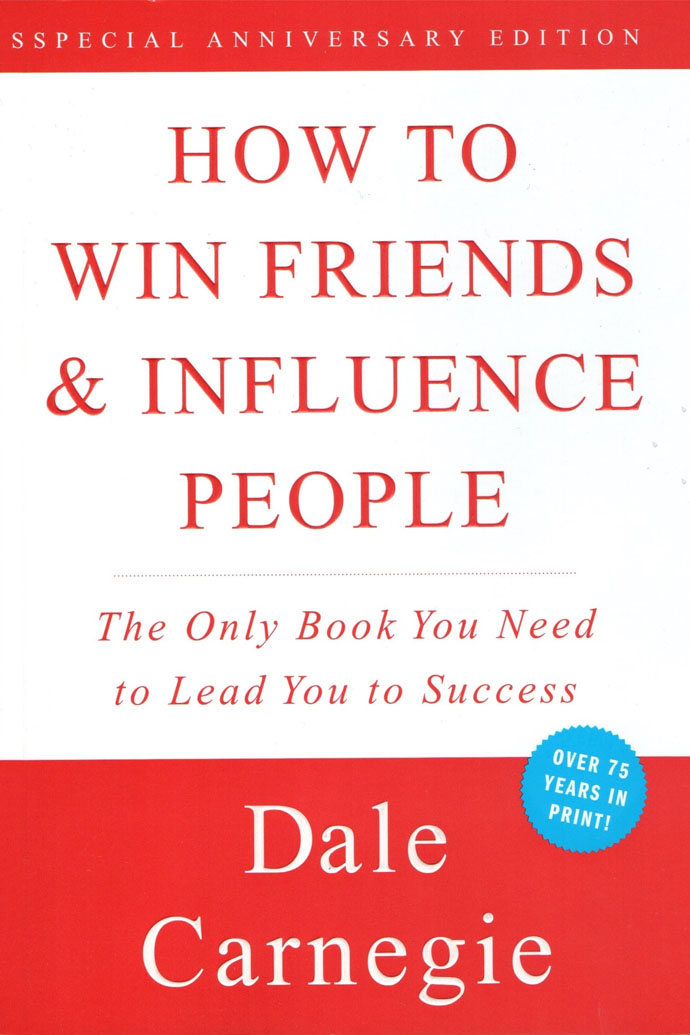 SSPECIAL ANNIVERSARY EDITION
HOW TO
WIN FRIENDS
& INFLUENCE
PEOPLE
The Only Book You Need
to Lead You to Success
OVER 75
YEARS IN
PRINT!
Dale
Carnegie